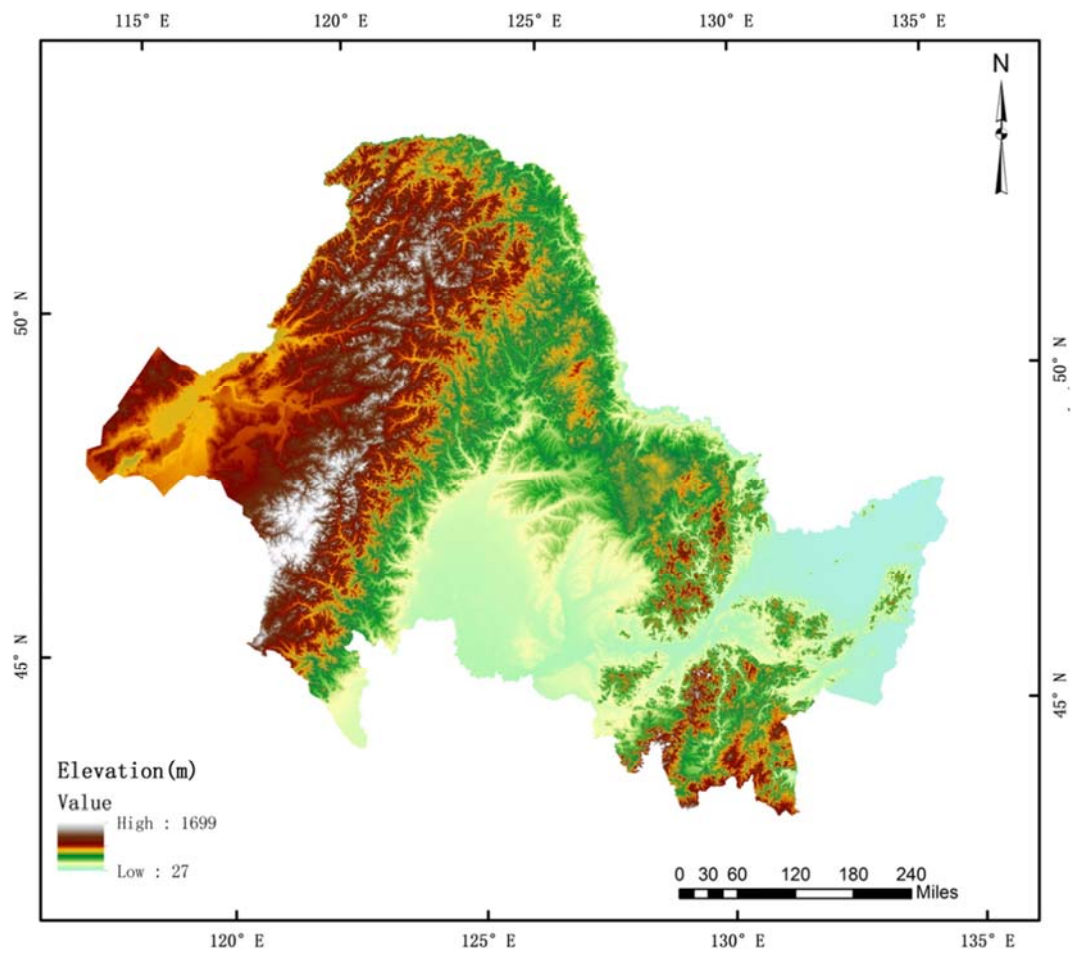 115° E 120° E 125° E 130° E 135° E
N
50° N
50° N
45° N
45° N
Elevation(m)
Value
High : 1699
Low : 27
0 30 60 120 180 240
Miles
120° E 125° E 130° E 135° E